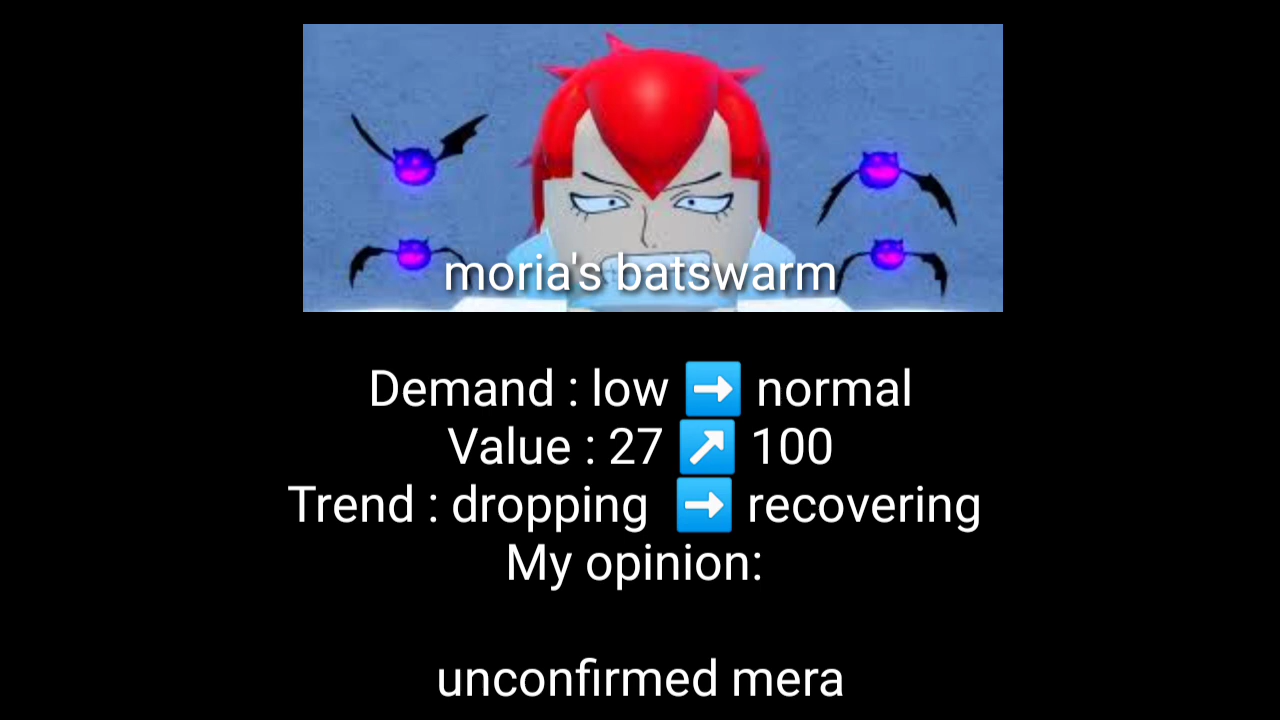 moria's batswarm
Demand : low ➡️ normal
Value : 27 ↗️ 100
Trend : dropping ➡️ recovering
My opinion:
unconfirmed mera